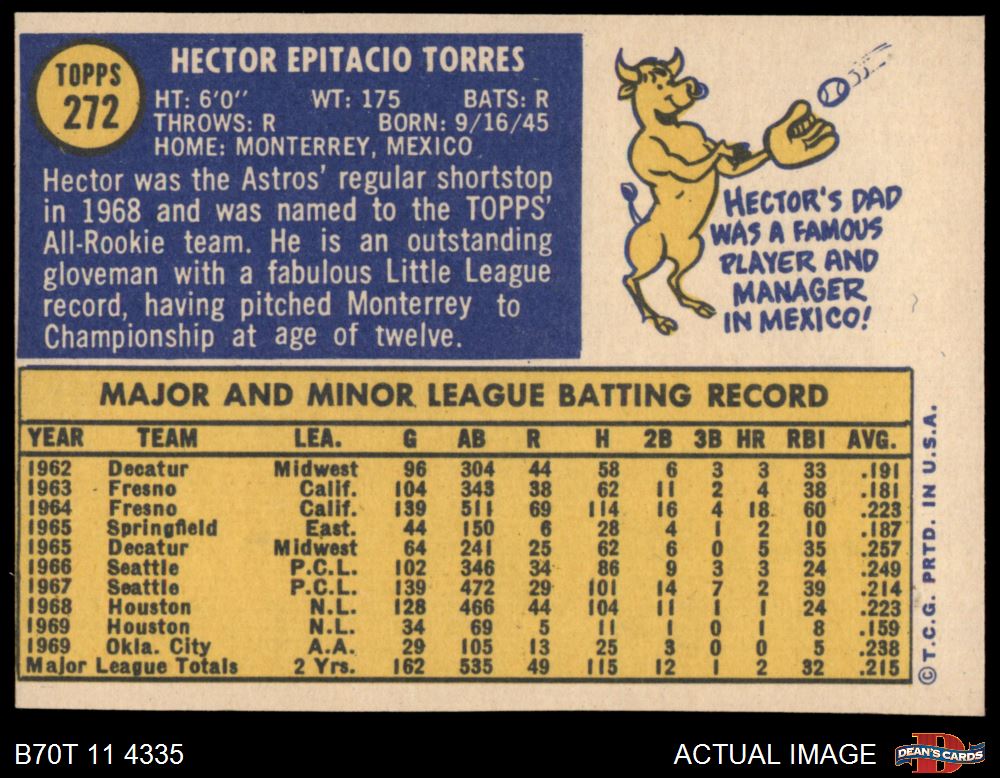 TOPPS
272
HECTOR EPITACIO TORRES
HT: 6'0" WT: 175 BATS: R
THROWS: R BORN: 9/16/45
HOME: MONTERREY, MEXICO
Hector was the Astros' regular shortstop
in 1968 and was named to the TOPPS'
All-Rookie team. He is an outstanding
gloveman with a fabulous Little League
record, having pitched Monterrey to
Championship at age of twelve.
HECTOR'S DAD
WAS A FAMOUS
PLAYER AND
MANAGER
IN MEXICO!
MAJOR AND MINOR LEAGUE BATTING RECORD
YEAR TEAM LEA. G AB R H 2B 3B HR RBI AVG.
1962 Decatur Midwest 96 304 44 58 6 3 3 33 .191
1963 Fresno Calif. 104 343 38 62 11 2 4 38 .181
1964 Fresno Calif. 139 511 69 114 16 4 18 60 .223
1965 Springfield East. 44 150 6 28 4 1 2 10 .187
1965 Decatur Midwest 64 241 25 62 6 0 5 35 .257
1966 Seattle P.C.L. 102 346 34 86 9 3 3 24 .249
1967 Seattle P.C.L. 139 472 29 101 14 7 2 39 .214
1968 Houston N.L. 128 466 44 104 11 1 1 24 .223
1969 Houston N.L. 34 69 5 11 1 0 1 8 .159
1969 Okla. City A.A. 29 105 13 25 3 0 0 5 .238
Major League Totals 2 Yrs. 162 535 49 115 12 1 2 32 .215
©T.C.G. PRTD. IN U.S.A.
B70T 11 4335
ACTUAL IMAGE
DEAN'S CARDS